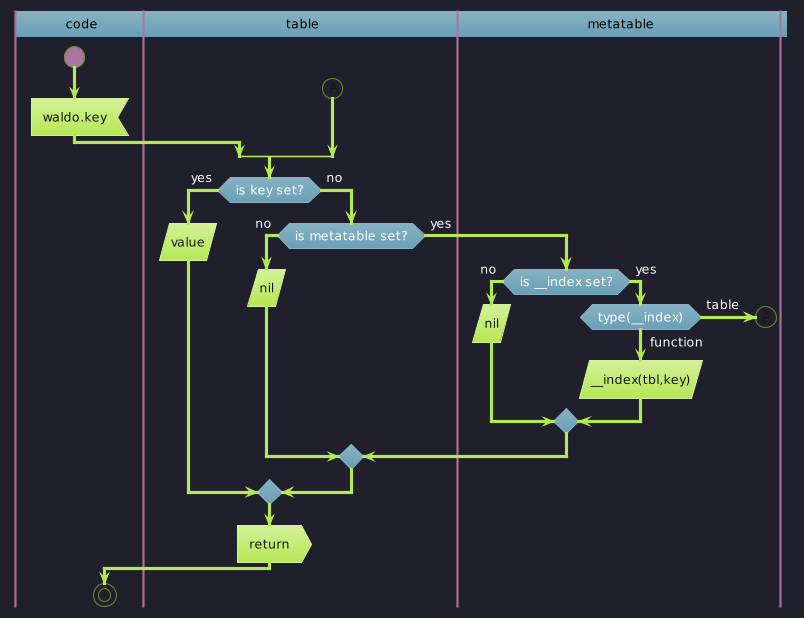 code
table
metatable
waldo.key
yes
is key set?
no
value
no
is metatable set?
yes
nil
no
is __index set?
yes
nil
type(__index)
table
function
__index(tbl,key)
return